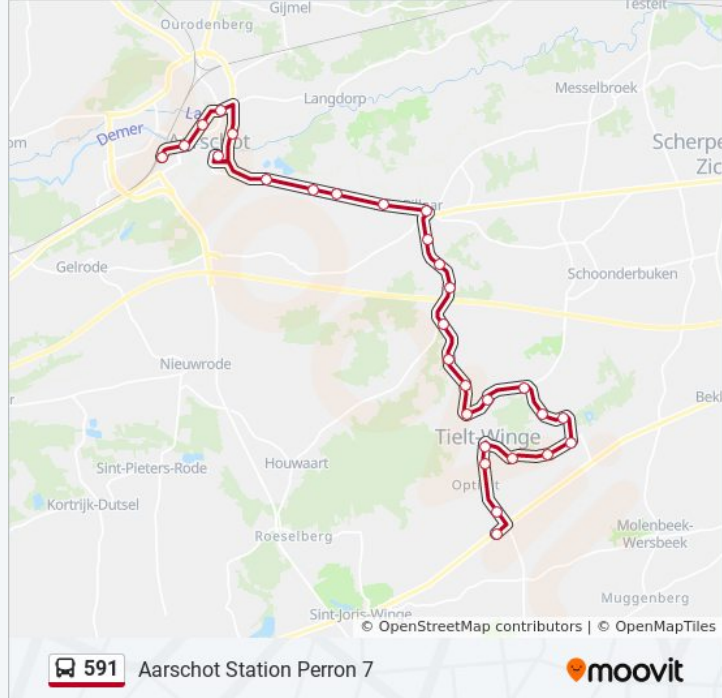 Testelt
Gijmel
Ourodenberg
Messelbroek
Langdorp
La
Demer
Aarschot
om
Scherpe
Zic
Gelrode
Schoonderbuken
Nieuwrode
Bekk
Tielt-Winge
Houwaart
Sint-Pieters-Rode
Kortrijk-Dutsel
Roeselberg
Molenbeek-
Wersbeek
Muggenberg
Sint-Joris-Winge
© OpenStreetMap contributors | © OpenMapTiles
591 Aarschot Station Perron 7
moovit